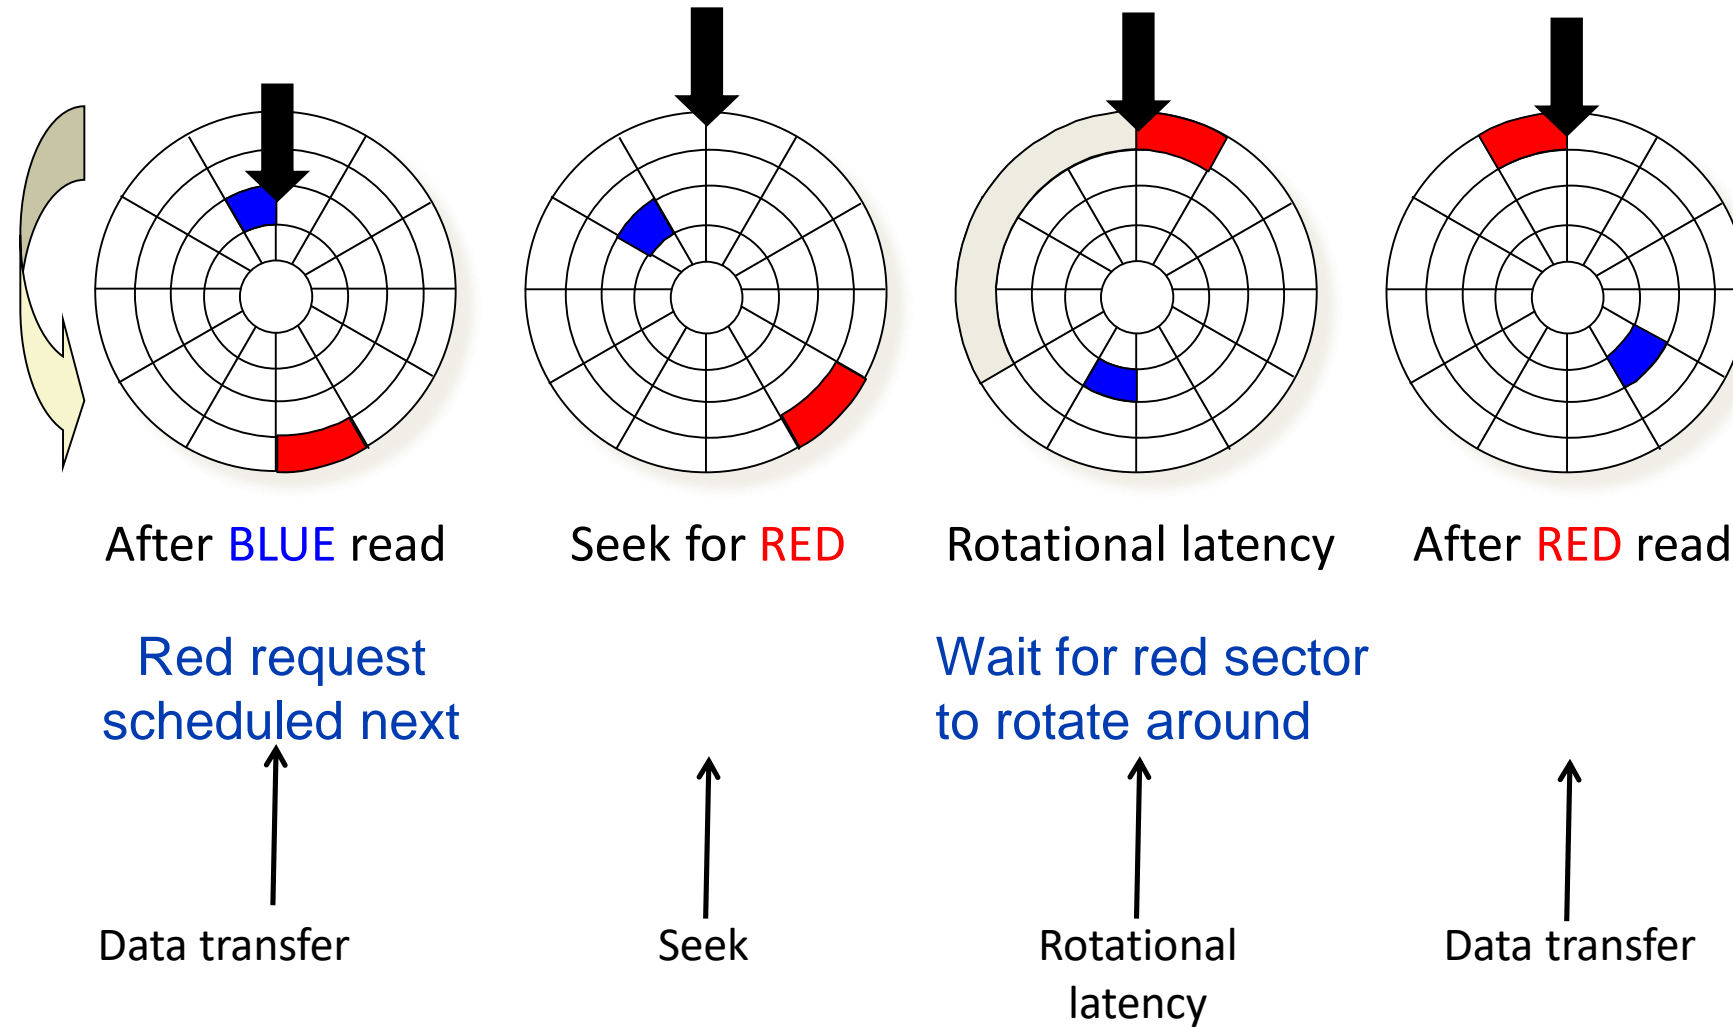 After BLUE read
Seek for RED
Rotational latency
After RED read
Red request
scheduled next
Wait for red sector
to rotate around
Data transfer
Seek
Rotational
latency
Data transfer